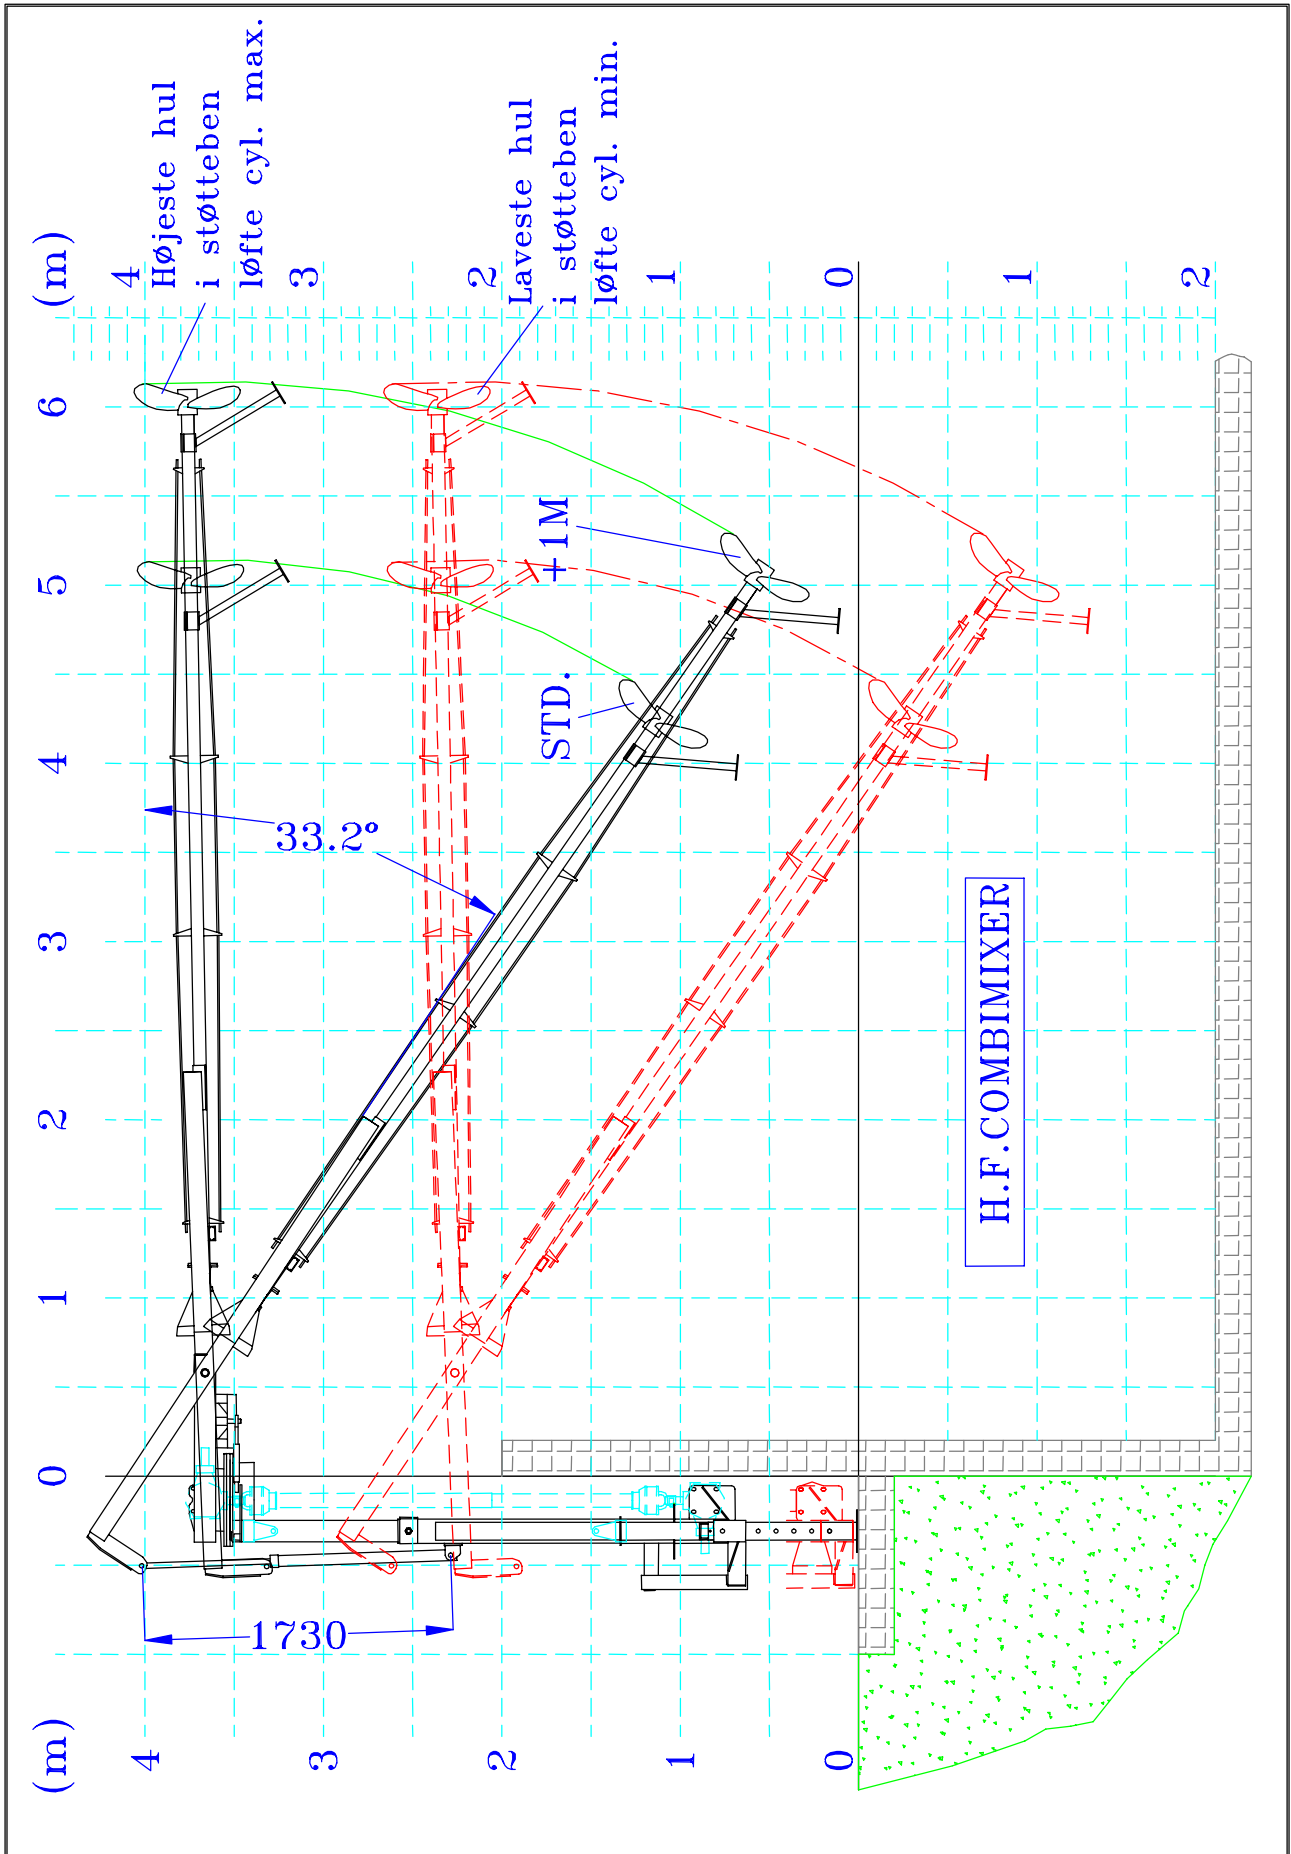 (m)
4
3
2
1
0
1
2
Højeste hul
i støtteben
løfte cyl. max.
Laveste hul
i støtteben
løfte cyl. min.
6
5
4
3
2
1
0
+1M
STD.
33.2°
H.F.COMBIMIXER
1730
(m)
4
3
2
1
0